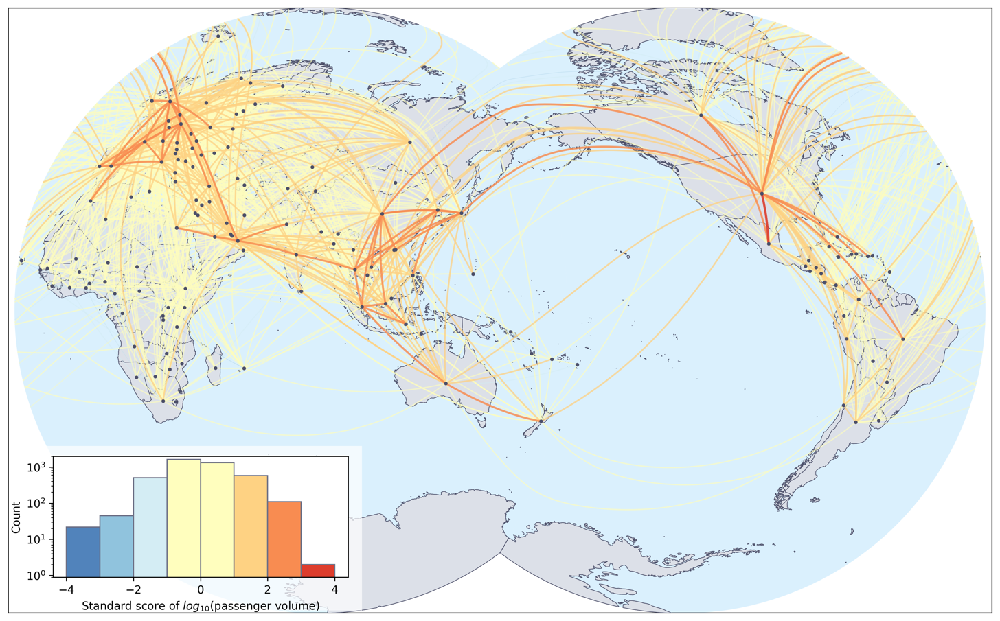 10³
10²
10¹
10⁰
Count
−4 −2 0 2 4
Standard score of log₁₀(passenger volume)